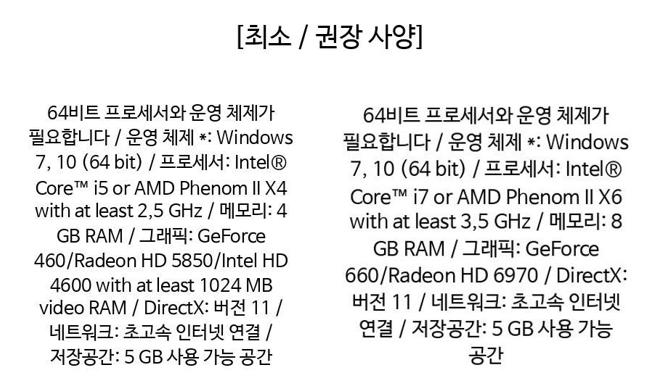 [최소 / 권장 사양]
64비트 프로세서와 운영 체제가
필요합니다 / 운영 체제 *: Windows
7, 10 (64 bit) / 프로세서: Intel®
Core™ i5 or AMD Phenom II X4
with at least 2,5 GHz / 메모리: 4
GB RAM / 그래픽: GeForce
460/Radeon HD 5850/Intel HD
4600 with at least 1024 MB
video RAM / DirectX: 버전 11 /
네트워크: 초고속 인터넷 연결 /
저장공간: 5 GB 사용 가능 공간
64비트 프로세서와 운영 체제가
필요합니다 / 운영 체제 *: Windows
7, 10 (64 bit) / 프로세서: Intel®
Core™ i7 or AMD Phenom II X6
with at least 3,5 GHz / 메모리: 8
GB RAM / 그래픽: GeForce
660/Radeon HD 6970 / DirectX:
버전 11 / 네트워크: 초고속 인터넷
연결 / 저장공간: 5 GB 사용 가능
공간